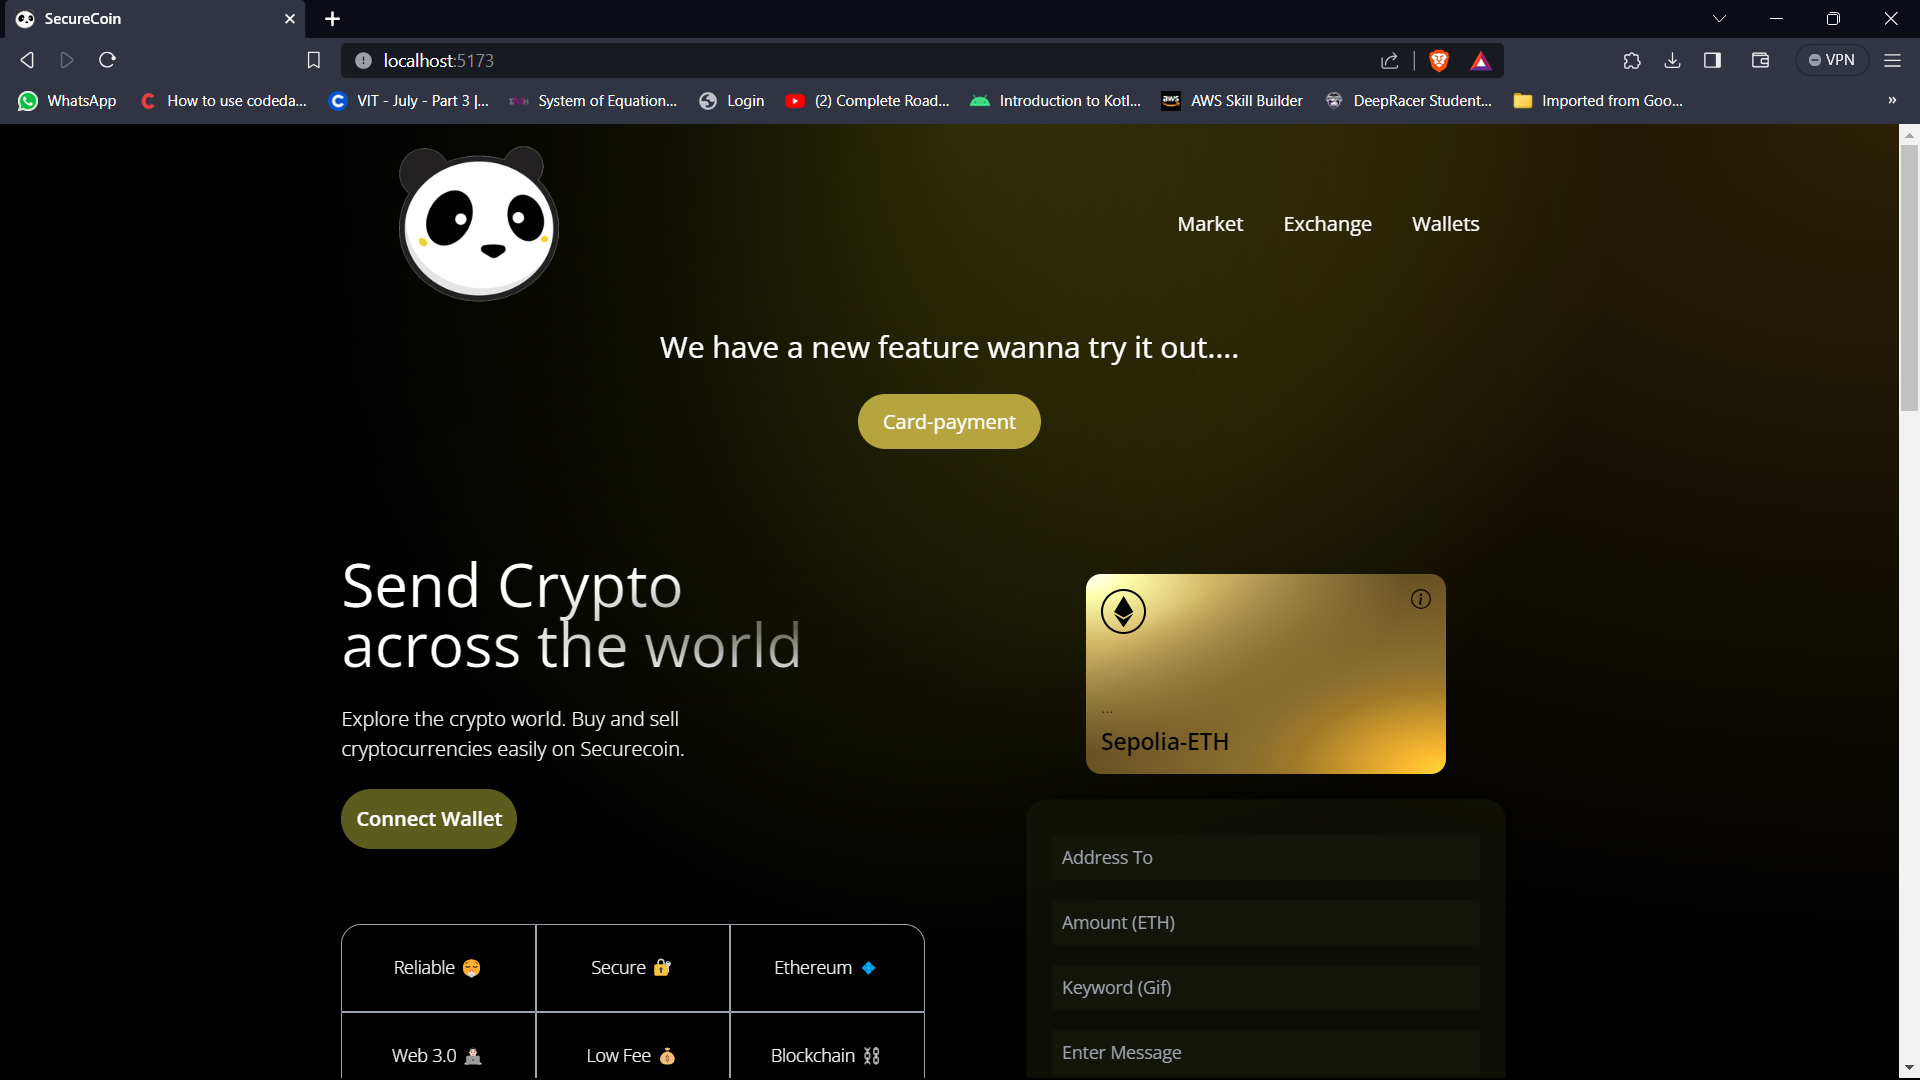 SecureCoin
localhost:5173
VPN
WhatsApp
How to use codeda...
VIT - July - Part 3 |...
System of Equation...
Login
(2) Complete Road...
Introduction to Kotl...
AWS Skill Builder
DeepRacer Student...
Imported from Goo...
»
Market
Exchange
Wallets
We have a new feature wanna try it out....
Card-payment
Send Crypto
across the world
Explore the crypto world. Buy and sell
cryptocurrencies easily on Securecoin.
Connect Wallet
...
Sepolia-ETH
Address To
Amount (ETH)
Keyword (Gif)
Enter Message
Reliable
Secure
Ethereum
Web 3.0
Low Fee
Blockchain